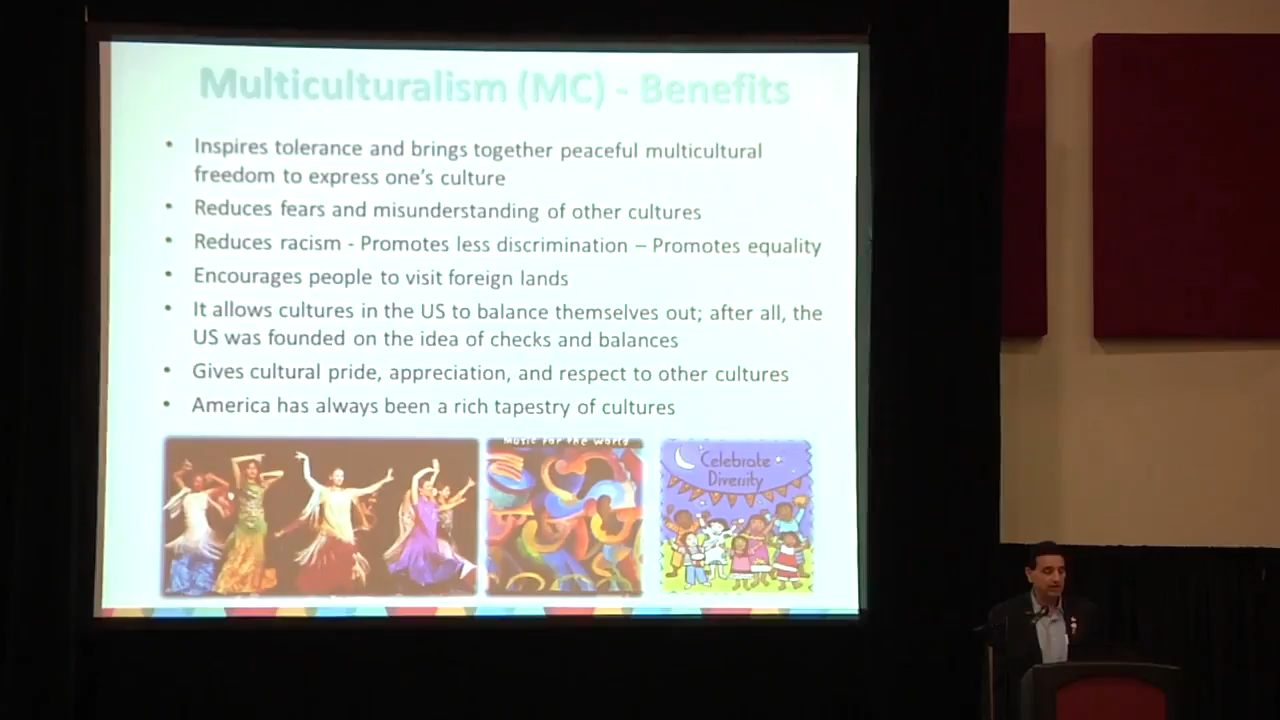 Multiculturalism (MC) - Benefits
• Inspires tolerance and brings together peaceful multicultural
freedom to express one's culture
• Reduces fears and misunderstanding of other cultures
• Reduces racism - Promotes less discrimination – Promotes equality
• Encourages people to visit foreign lands
• It allows cultures in the US to balance themselves out; after all, the
US was founded on the idea of checks and balances
• Gives cultural pride, appreciation, and respect to other cultures
• America has always been a rich tapestry of cultures
Music for the World
Celebrate
Diversity